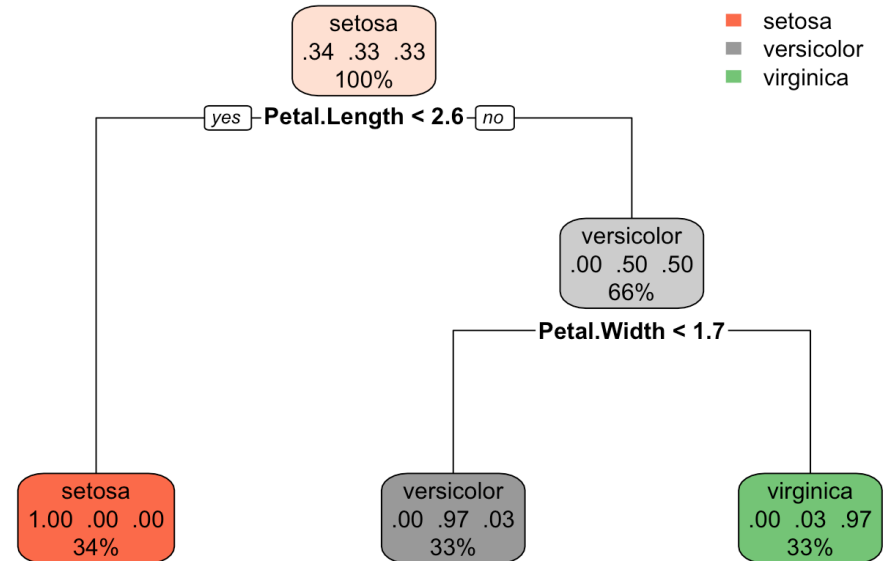 setosa
.34 .33 .33
100%
setosa
versicolor
virginica
yes Petal.Length < 2.6 no
versicolor
.00 .50 .50
66%
Petal.Width < 1.7
setosa
1.00 .00 .00
34%
versicolor
.00 .97 .03
33%
virginica
.00 .03 .97
33%